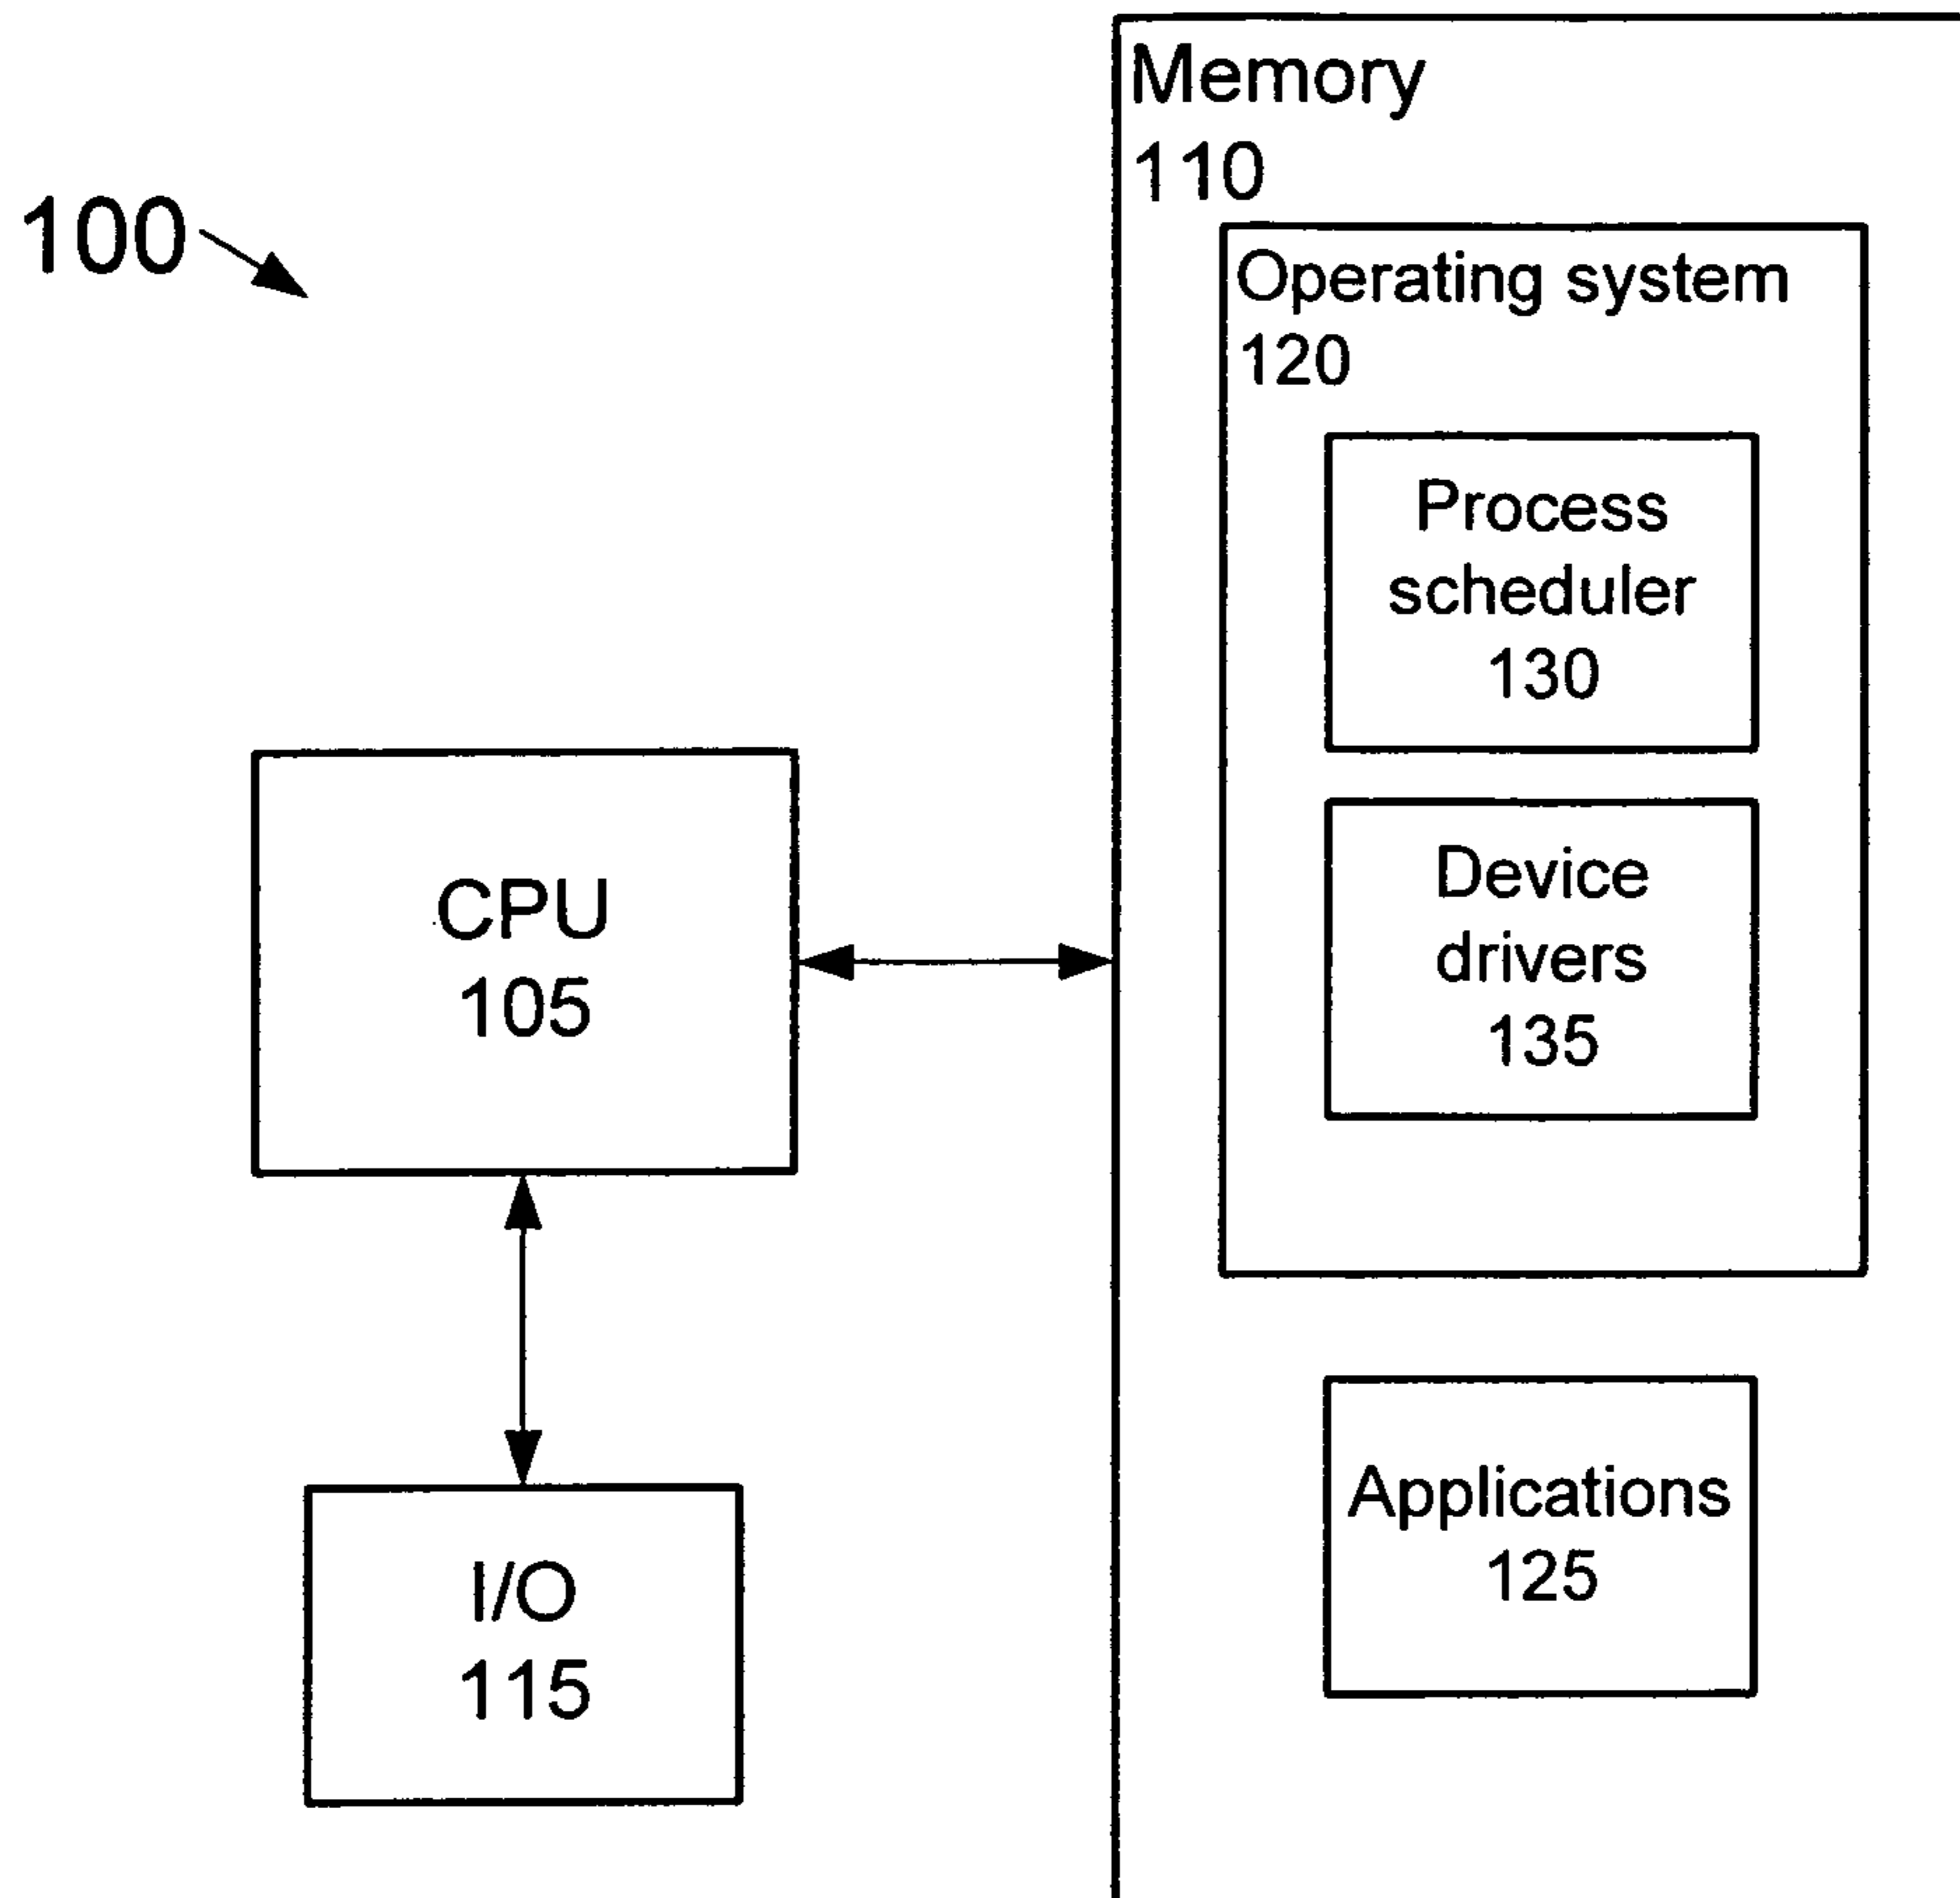 100
Memory
110
Operating system
120
Process
scheduler
130
Device
drivers
135
CPU
105
I/O
115
Applications
125